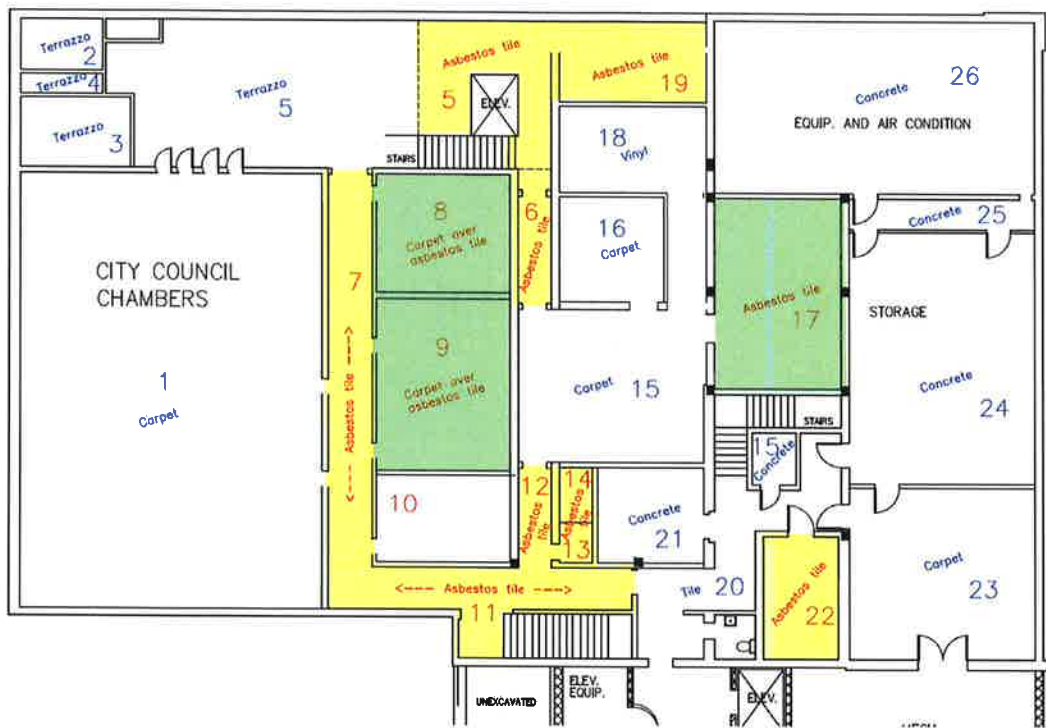 Terrazzo
2
Terrazzo
4
Terrazzo
3
Terrazzo
5
Asbestos tile
5
ELEV.
STAIRS
Asbestos tile
19
18
Vinyl
Concrete
26
EQUIP. AND AIR CONDITION
Concrete
25
6
Asbestos
tile
16
Carpet
8
Carpet over
asbestos tile
7
<--- Asbestos tile --->
CITY COUNCIL
CHAMBERS
1
Carpet
9
Carpet over
asbestos tile
Asbestos tile
17
STORAGE
Concrete
24
Carpet
15
STAIRS
15
Concrete
10
12
Asbestos
tile
14
Asbestos
tile
13
Concrete
21
<--- Asbestos tile --->
11
Tile
20
Asbestos tile
22
Carpet
23
UNEXCAVATED
ELEV.
EQUIP.
ELEV.